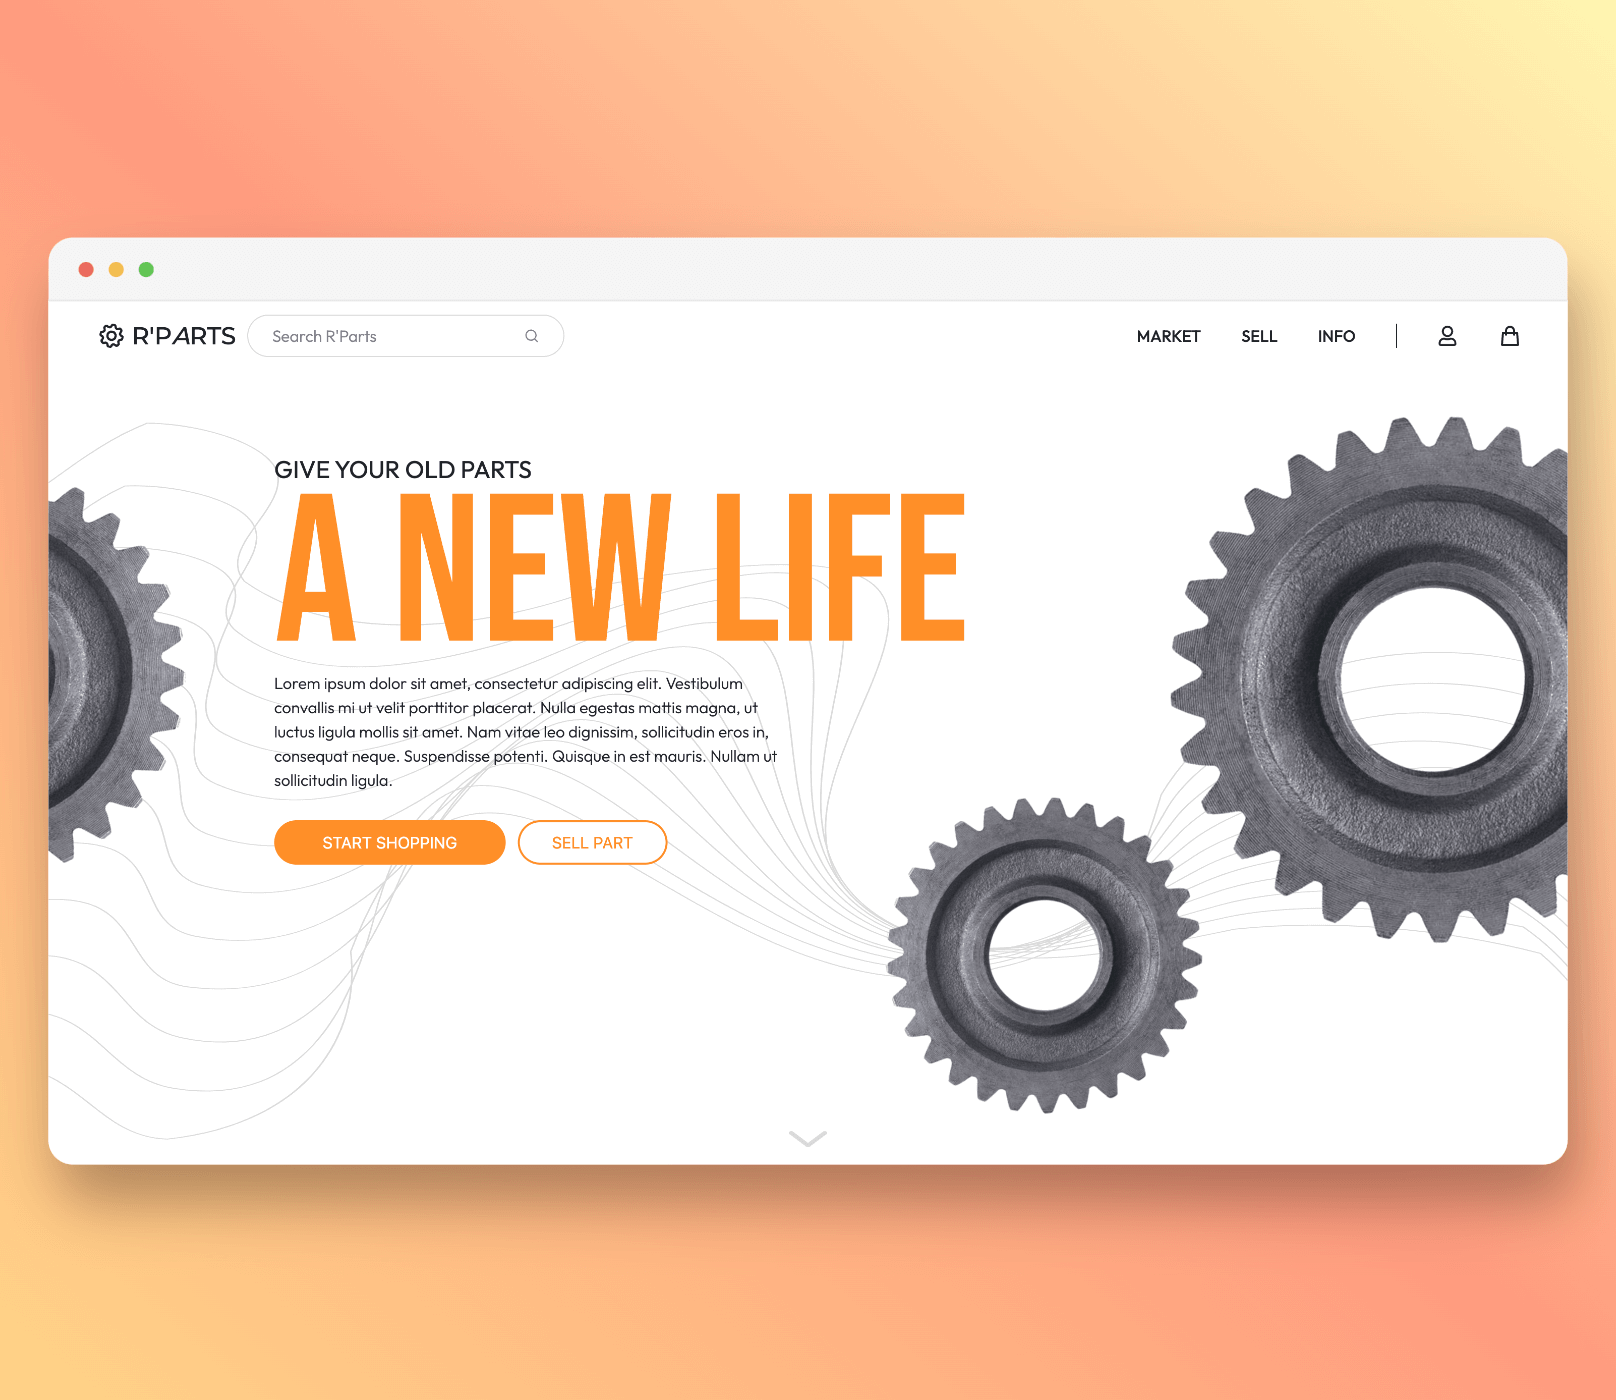 R'PARTS
Search R'Parts
MARKET
SELL
INFO
GIVE YOUR OLD PARTS
A NEW LIFE
Lorem ipsum dolor sit amet, consectetur adipiscing elit. Vestibulum
convallis mi ut velit porttitor placerat. Nulla egestas mattis magna, ut
luctus ligula mollis sit amet. Nam vitae leo dignissim, sollicitudin eros in,
consequat neque. Suspendisse potenti. Quisque in est mauris. Nullam ut
sollicitudin ligula.
START SHOPPING
SELL PART